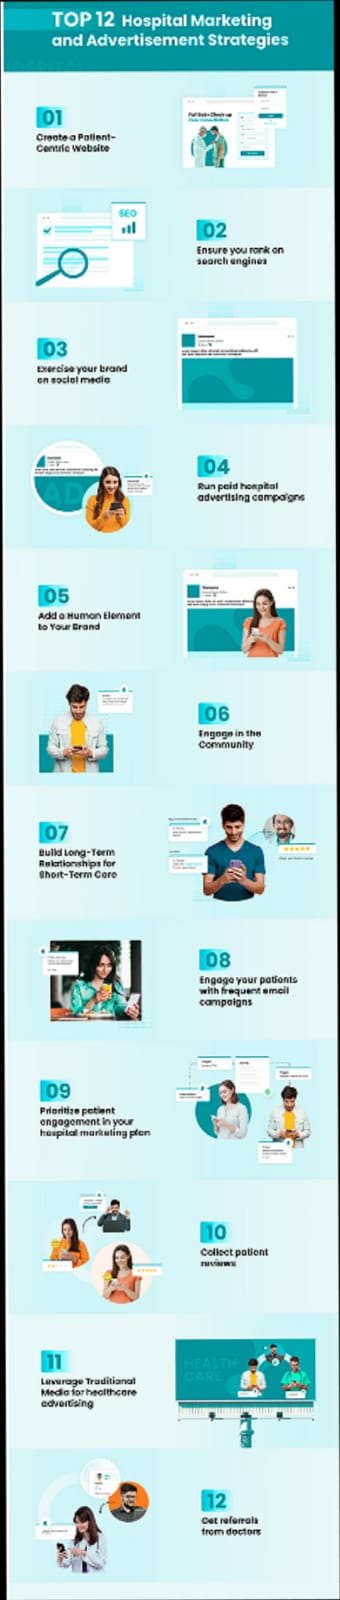 TOP 12 Hospital Marketing
and Advertisement Strategies
HOSPITAL
01
Create a Patient-
Centric Website
Full Body Check-up
SEO
02
Ensure you rank on
search engines
03
Exercise your brand
on social media
AD
04
Run paid hospital
advertising campaigns
05
Add a Human Element
to Your Brand
06
Engage in the
Community
07
Build Long-Term
Relationships for
Short-Term Care
08
Engage your patients
with frequent email
campaigns
09
Prioritize patient
engagement in your
hospital marketing plan
10
Collect patient
reviews
11
Leverage Traditional
Media for healthcare
advertising
HEALTH
CARE
12
Get referrals
from doctors